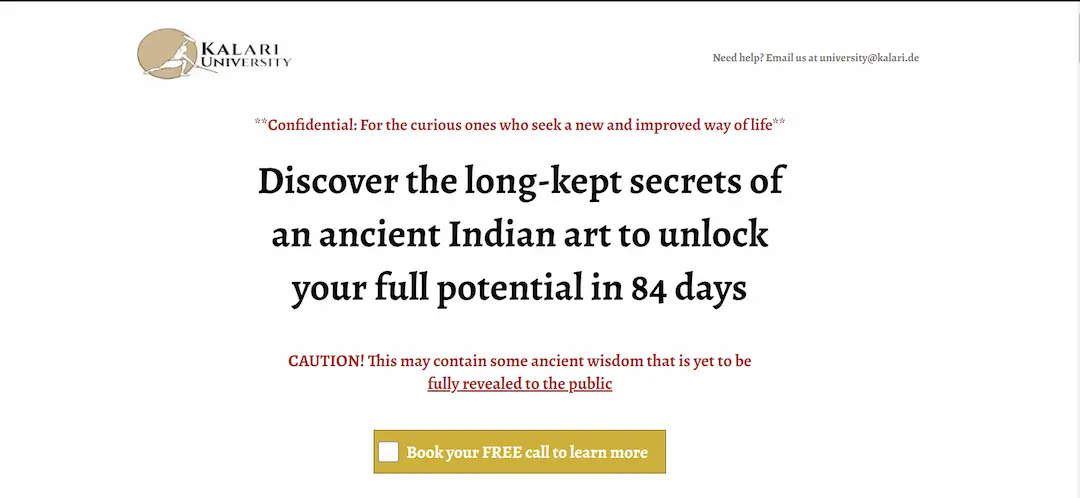 KALARI
UNIVERSITY
Need help? Email us at university@kalari.de
**Confidential: For the curious ones who seek a new and improved way of life**
Discover the long-kept secrets of
an ancient Indian art to unlock
your full potential in 84 days
CAUTION! This may contain some ancient wisdom that is yet to be
fully revealed to the public
Book your FREE call to learn more